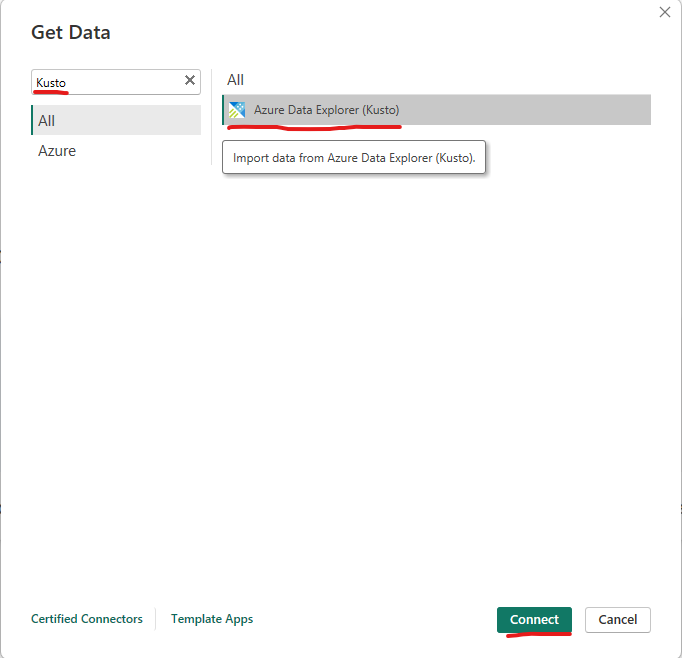 Get Data
Kusto
All
Azure
All
Azure Data Explorer (Kusto)
Import data from Azure Data Explorer (Kusto).
Certified Connectors
Template Apps
Connect
Cancel